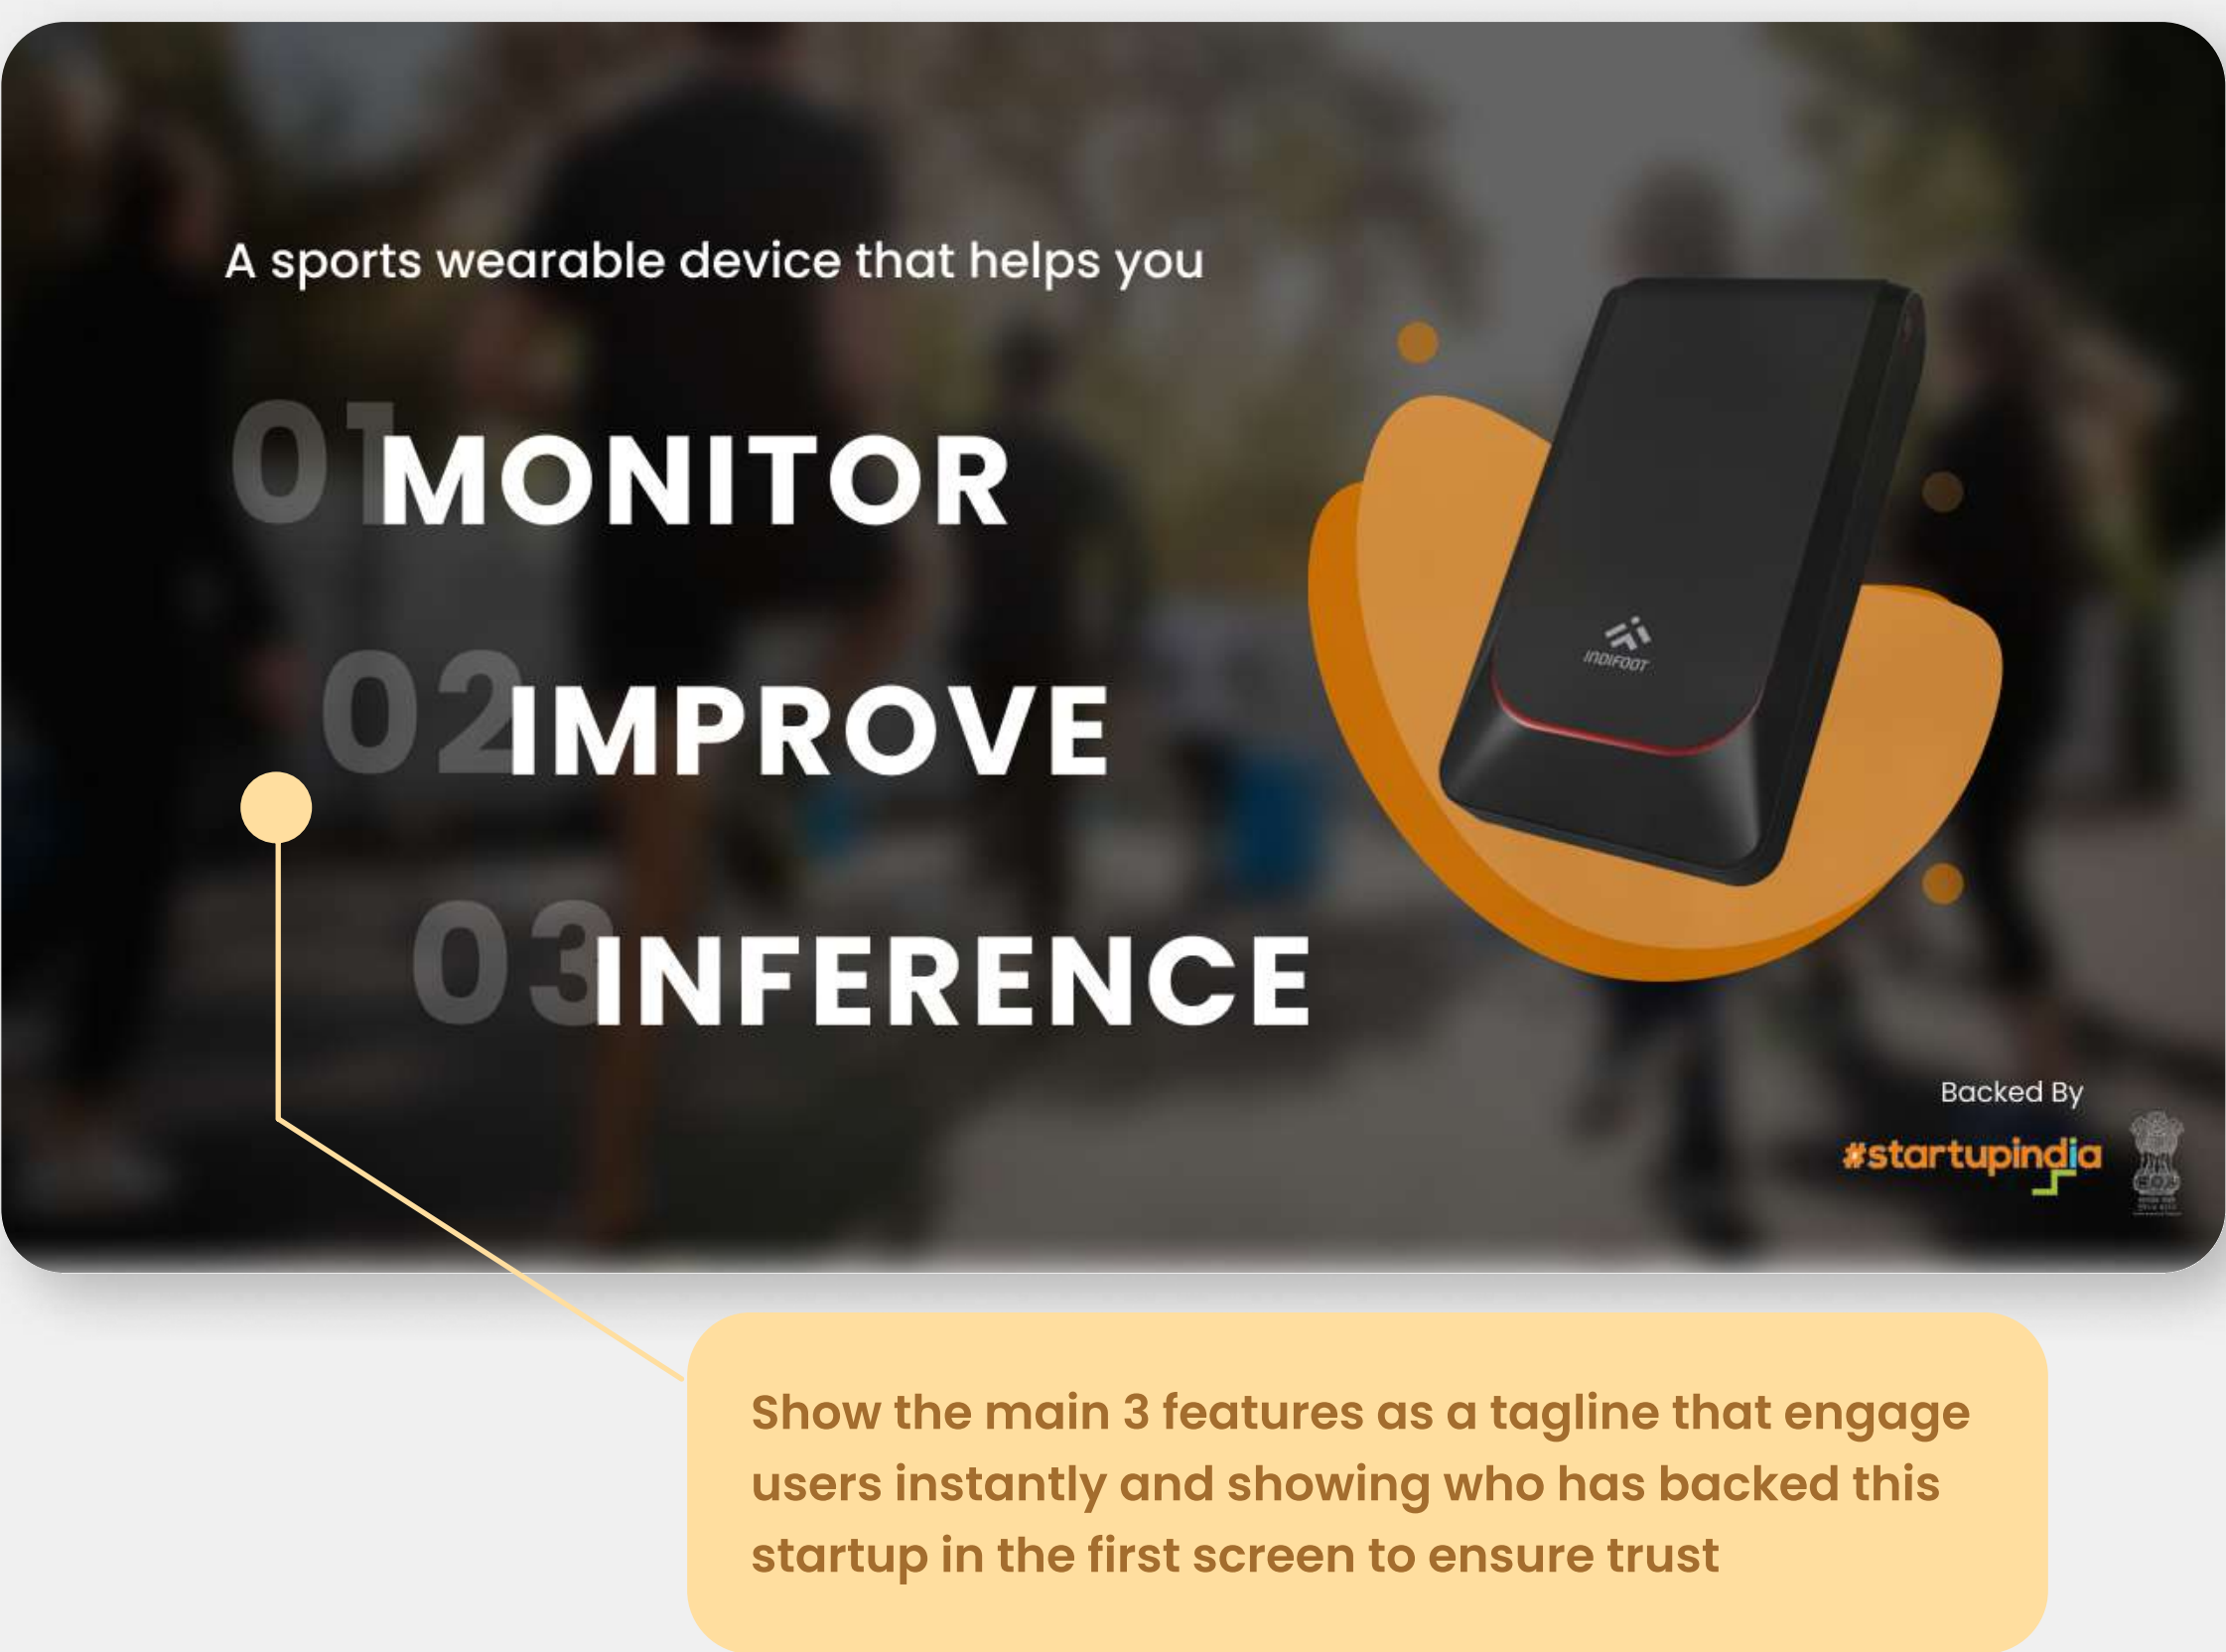 A sports wearable device that helps you
01 MONITOR
02 IMPROVE
03 INFERENCE
INDIFOOT
Backed By
#startupindia
Show the main 3 features as a tagline that engage
users instantly and showing who has backed this
startup in the first screen to ensure trust